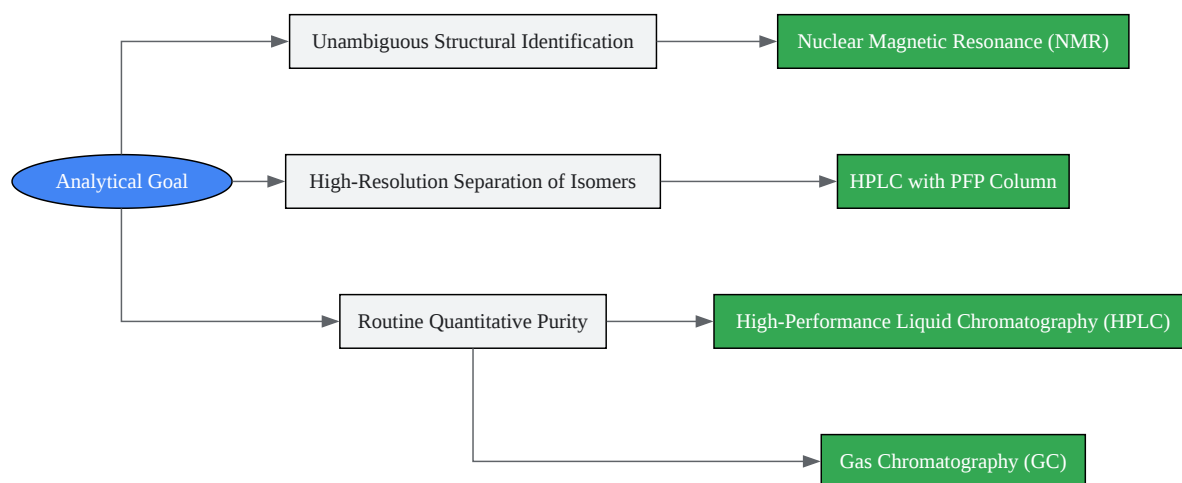 Unambiguous Structural Identification
Nuclear Magnetic Resonance (NMR)
Analytical Goal
High-Resolution Separation of Isomers
HPLC with PFP Column
Routine Quantitative Purity
High-Performance Liquid Chromatography (HPLC)
Gas Chromatography (GC)